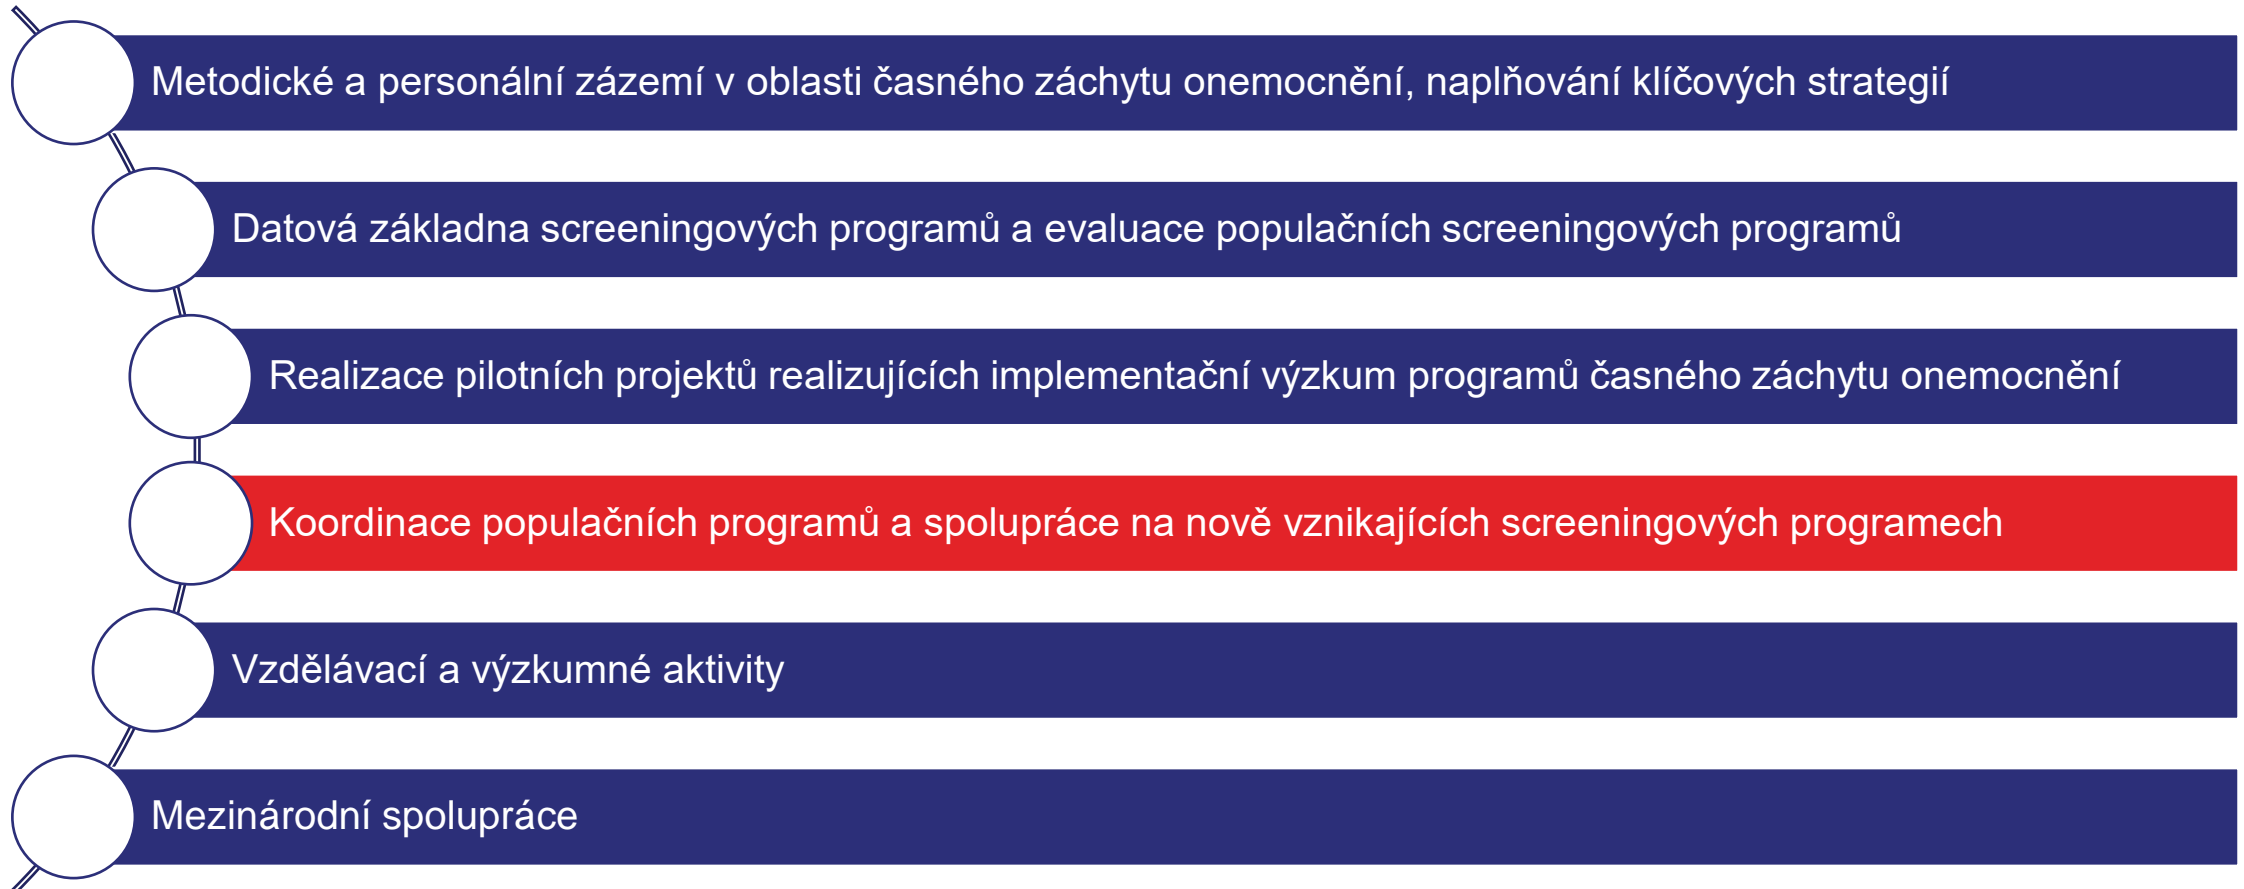 Metodické a personální zázemí v oblasti časného záchytu onemocnění, naplňování klíčových strategií
Datová základna screeningových programů a evaluace populačních screeningových programů
Realizace pilotních projektů realizujících implementační výzkum programů časného záchytu onemocnění
Koordinace populačních programů a spolupráce na nově vznikajících screeningových programech
Vzdělávací a výzkumné aktivity
Mezinárodní spolupráce